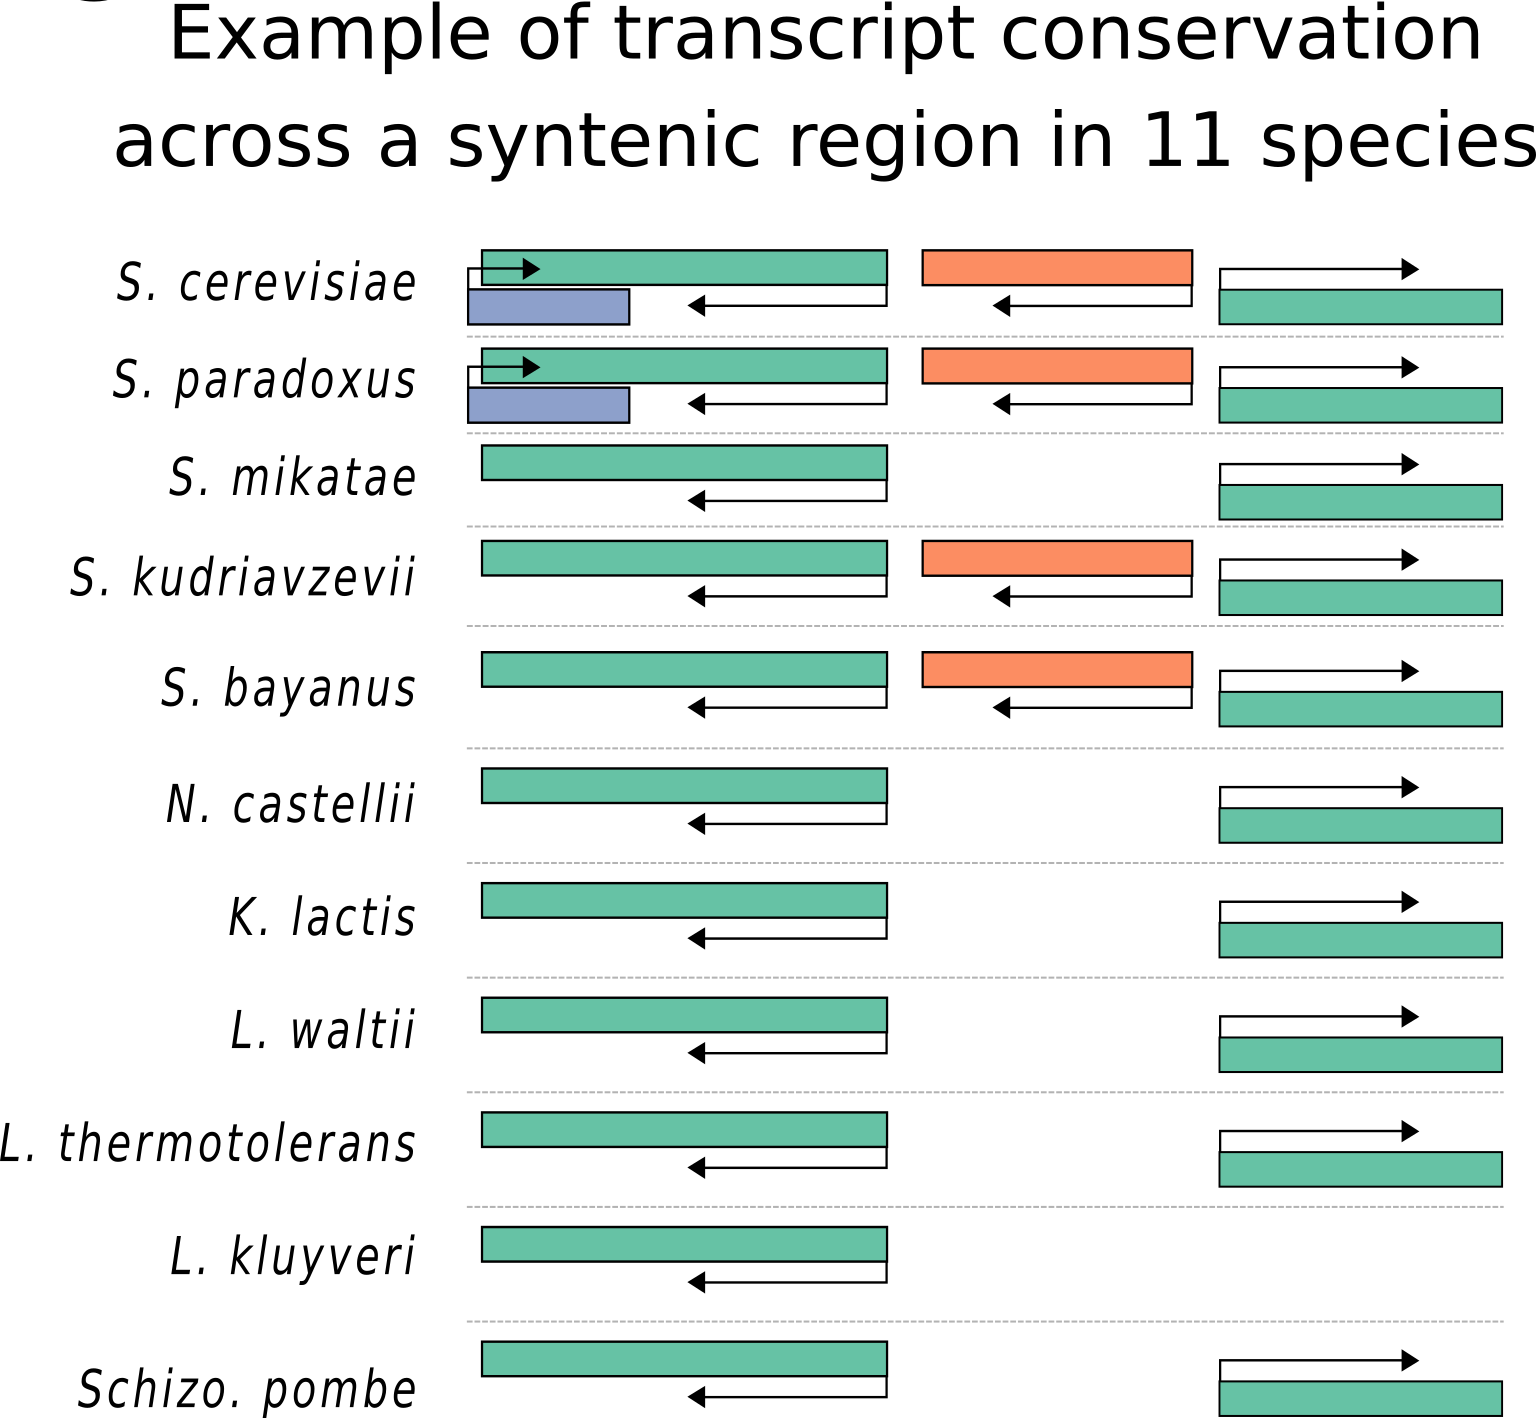 Example of transcript conservation
across a syntenic region in 11 species
S. cerevisiae
S. paradoxus
S. mikatae
S. kudriavzevii
S. bayanus
N. castellii
K. lactis
L. waltii
L. thermotolerans
L. kluyveri
Schizo. pombe